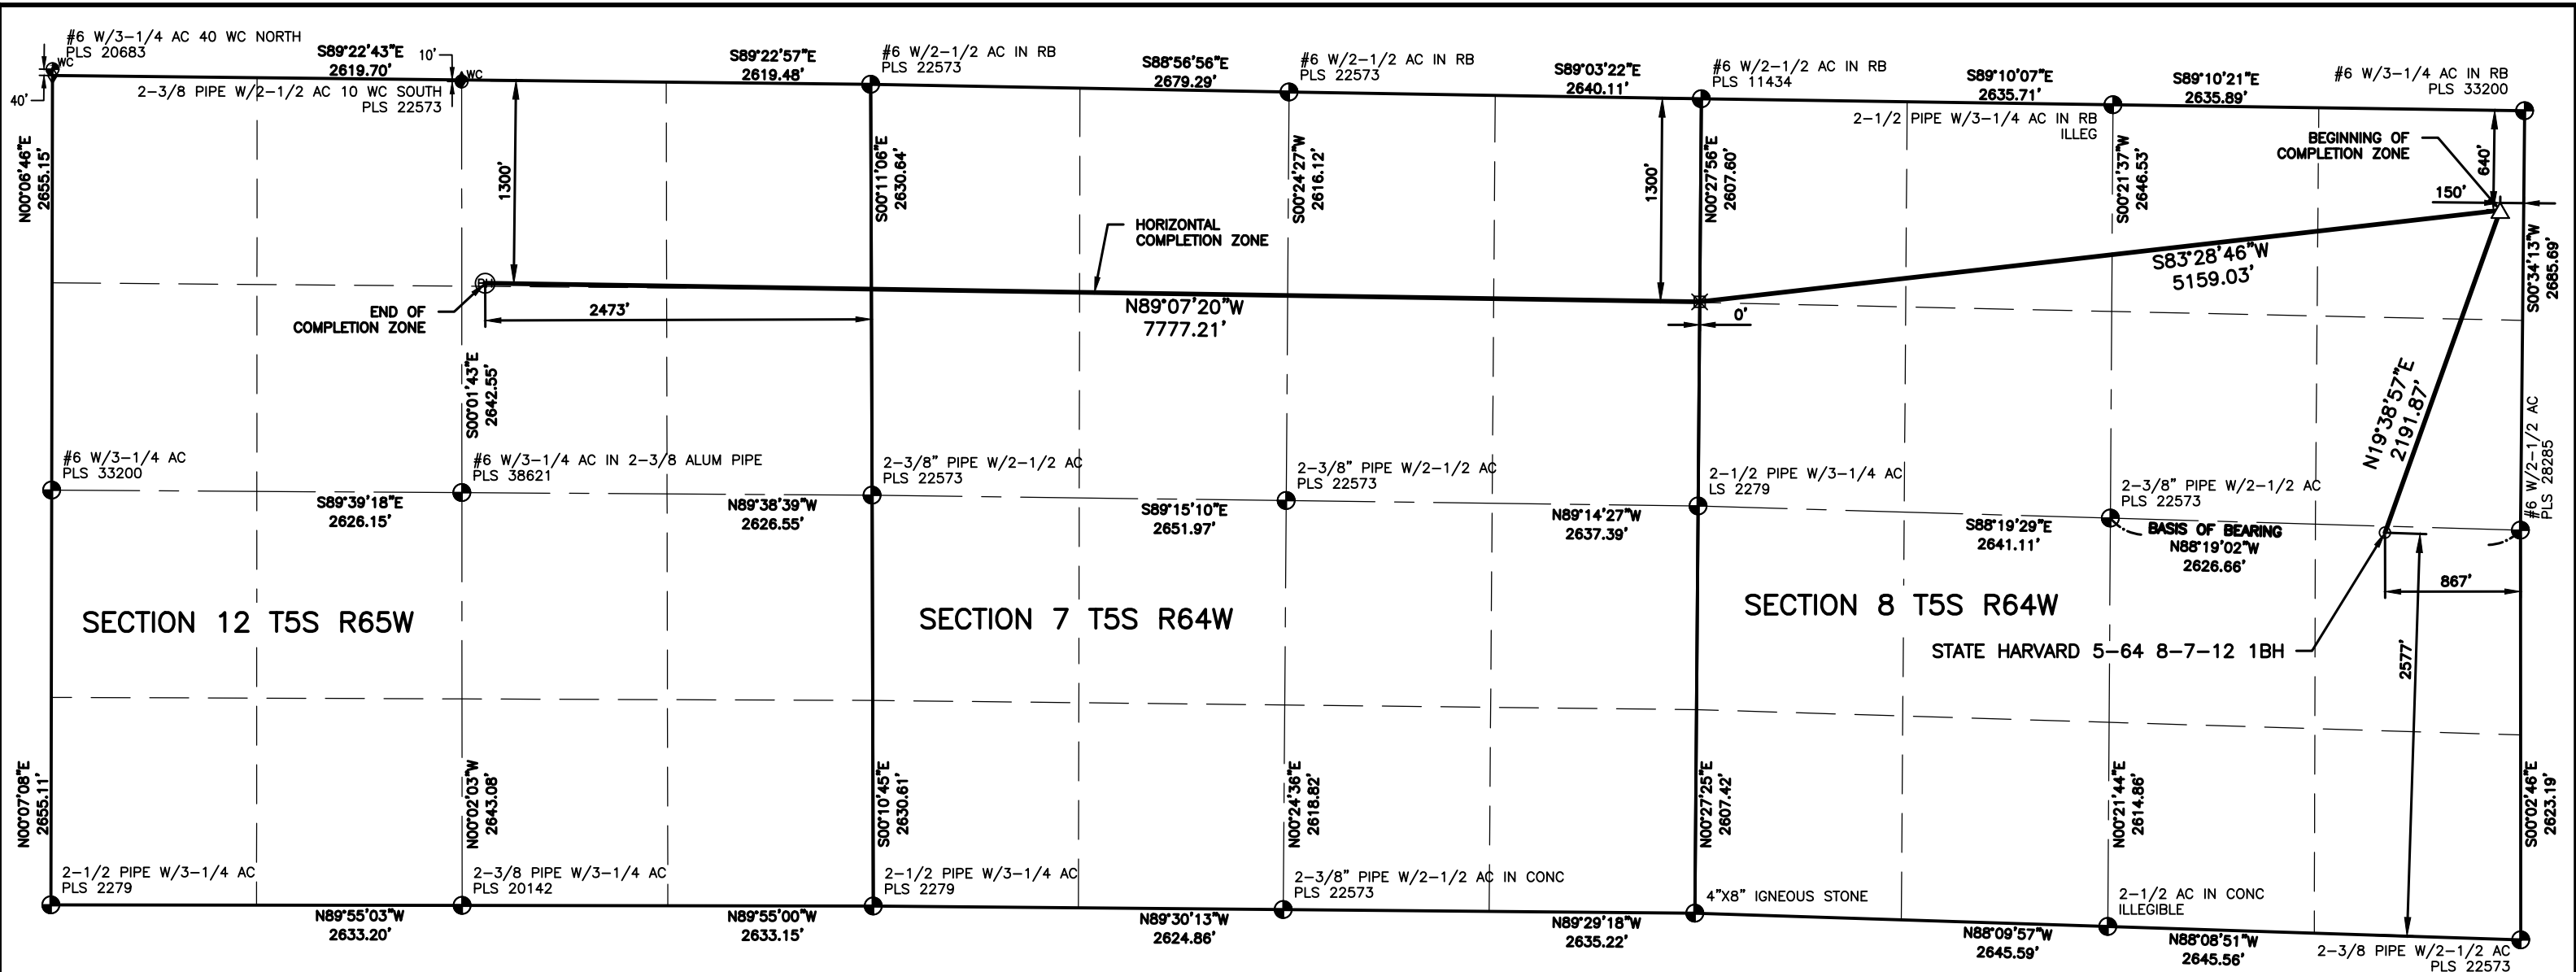 #6 W/3-1/4 AC 40 WC NORTH
PLS 20683
WC
40'
S89°22'43"E
2619.70'
10'
WC
2-3/8 PIPE W/2-1/2 AC 10 WC SOUTH
PLS 22573
S89°22'57"E
2619.48'
#6 W/2-1/2 AC IN RB
PLS 22573
S88°56'56"E
2679.29'
#6 W/2-1/2 AC IN RB
PLS 22573
S89°03'22"E
2640.11'
#6 W/2-1/2 AC IN RB
PLS 11434
S89°10'07"E
2635.71'
2-1/2 PIPE W/3-1/4 AC IN RB
ILLEG
S89°10'21"E
2635.89'
#6 W/3-1/4 AC IN RB
PLS 33200
BEGINNING OF
COMPLETION ZONE
640'
150'
N00°06'46"E
2655.15'
1300'
S00°11'06"E
2630.64'
S00°24'27"W
2616.12'
1300'
N00°27'56"E
2607.60'
S00°21'37"W
2646.53'
S00°34'13"W
2685.69'
HORIZONTAL
COMPLETION ZONE
BH
END OF
COMPLETION ZONE
2473'
N89°07'20"W
7777.21'
0'
S83°28'46"W
5159.03'
N19°38'57"E
2191.87'
S00°01'43"E
2642.55'
#6 W/3-1/4 AC
PLS 33200
S89°39'18"E
2626.15'
#6 W/3-1/4 AC IN 2-3/8 ALUM PIPE
PLS 38621
N89°38'39"W
2626.55'
2-3/8" PIPE W/2-1/2 AC
PLS 22573
S89°15'10"E
2651.97'
2-3/8" PIPE W/2-1/2 AC
PLS 22573
N89°14'27"W
2637.39'
2-1/2 PIPE W/3-1/4 AC
LS 2279
S88°19'29"E
2641.11'
2-3/8" PIPE W/2-1/2 AC
PLS 22573
BASIS OF BEARING
N88°19'02"W
2626.66'
#6 W/2-1/2 AC
PLS 28285
867'
SECTION 12 T5S R65W
SECTION 7 T5S R64W
SECTION 8 T5S R64W
STATE HARVARD 5-64 8-7-12 1BH
2577'
N00°07'08"E
2655.11'
N00°02'03"W
2643.08'
S00°10'45"E
2630.61'
N00°24'36"E
2618.82'
N00°27'25"E
2607.42'
N00°21'44"E
2614.86'
S00°02'46"E
2623.19'
2-1/2 PIPE W/3-1/4 AC
PLS 2279
N89°55'03"W
2633.20'
2-3/8 PIPE W/3-1/4 AC
PLS 20142
N89°55'00"W
2633.15'
2-1/2 PIPE W/3-1/4 AC
PLS 2279
N89°30'13"W
2624.86'
2-3/8" PIPE W/2-1/2 AC IN CONC
PLS 22573
N89°29'18"W
2635.22'
4"X8" IGNEOUS STONE
N88°09'57"W
2645.59'
2-1/2 AC IN CONC
ILLEGIBLE
N88°08'51"W
2645.56'
2-3/8 PIPE W/2-1/2 AC
PLS 22573